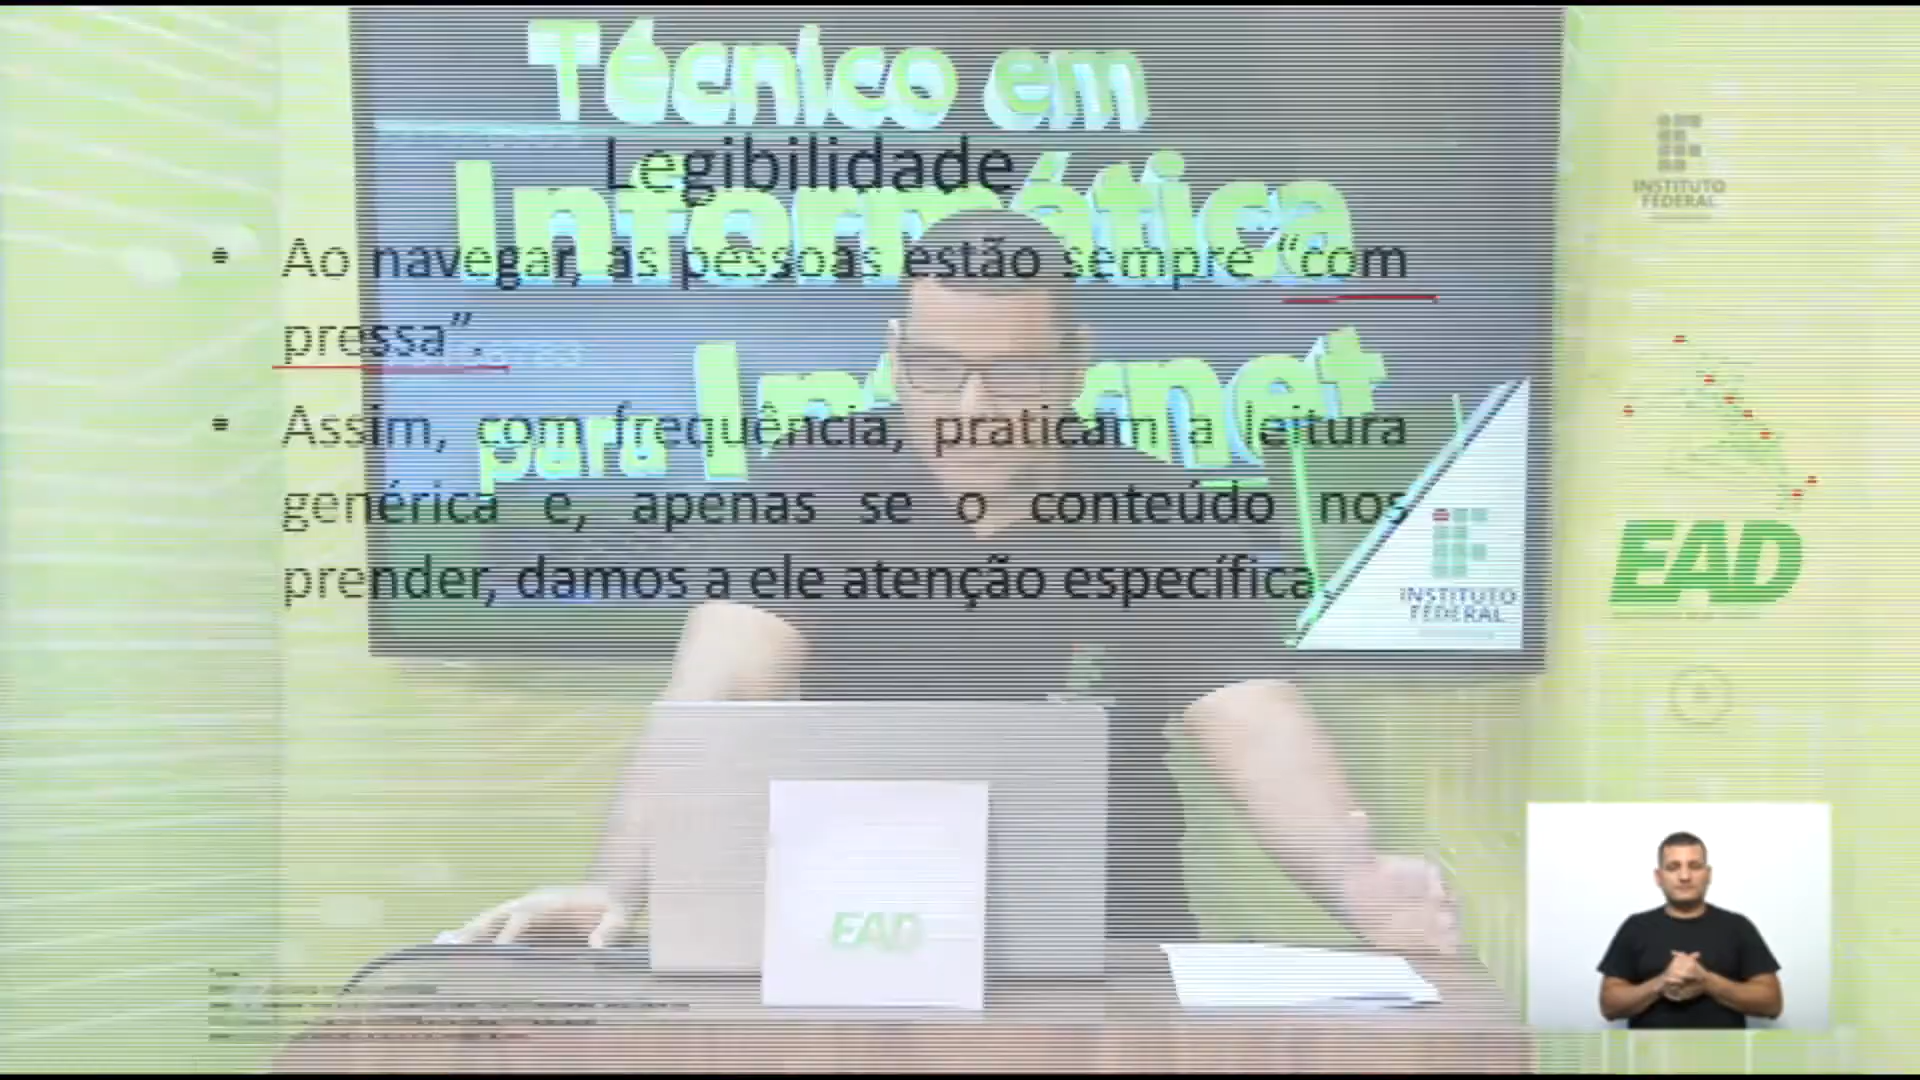 Técnico em
Legibilidade
Informática
INSTITUTO
FEDERAL
• Ao navegar, as pessoas estão sempre “com
pressa”.
para Internet
• Assim, com frequência, praticam a leitura
genérica e, apenas se o conteúdo nos
prender, damos a ele atenção específica.
EAD
INSTITUTO
FEDERAL
EAD